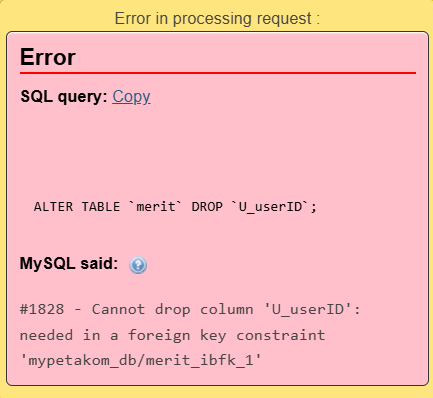 Error in processing request :
Error
SQL query: Copy
ALTER TABLE `merit` DROP `U_userID`;
MySQL said:
#1828 - Cannot drop column 'U_userID':
needed in a foreign key constraint
'mypetakom_db/merit_ibfk_1'